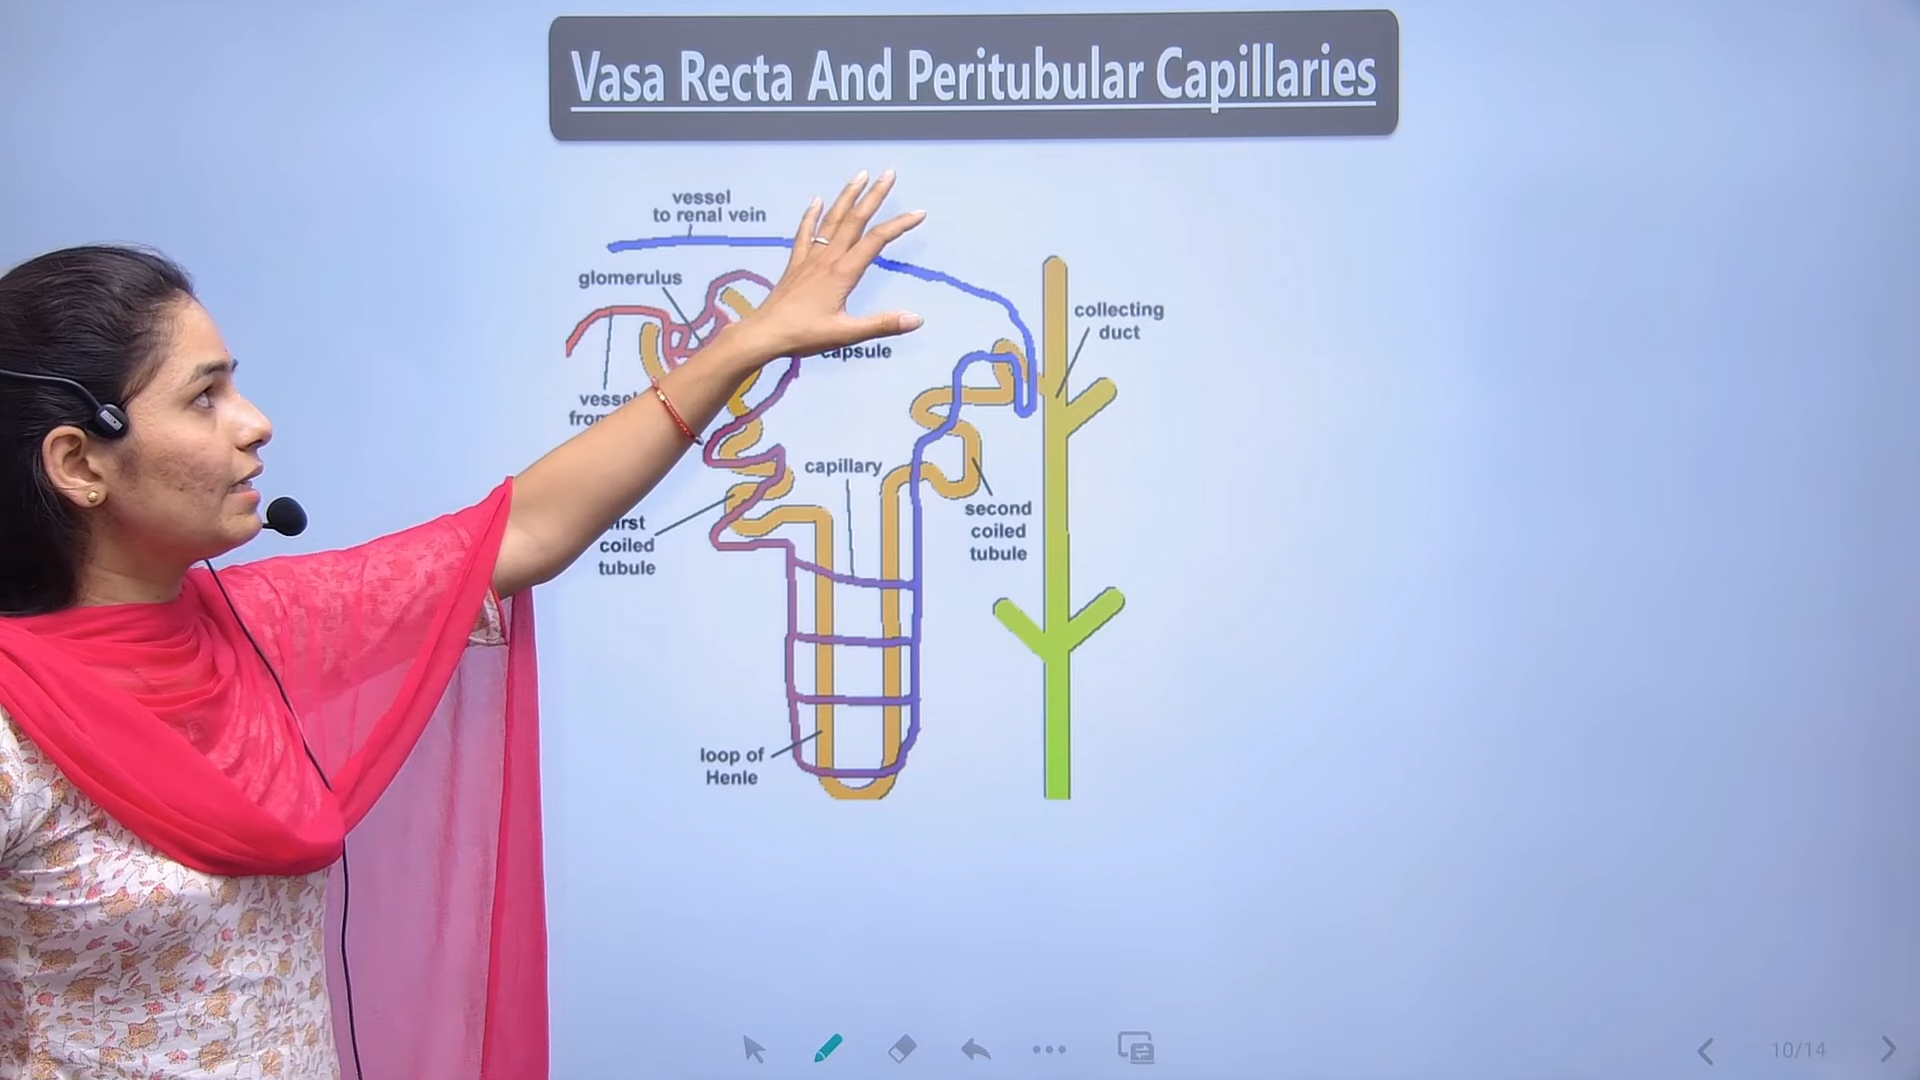 Vasa Recta And Peritubular Capillaries
vessel
to renal vein
glomerulus
collecting
duct
capsule
capillary
second
coiled
tubule
coiled
tubule
loop of
Henle
10/14